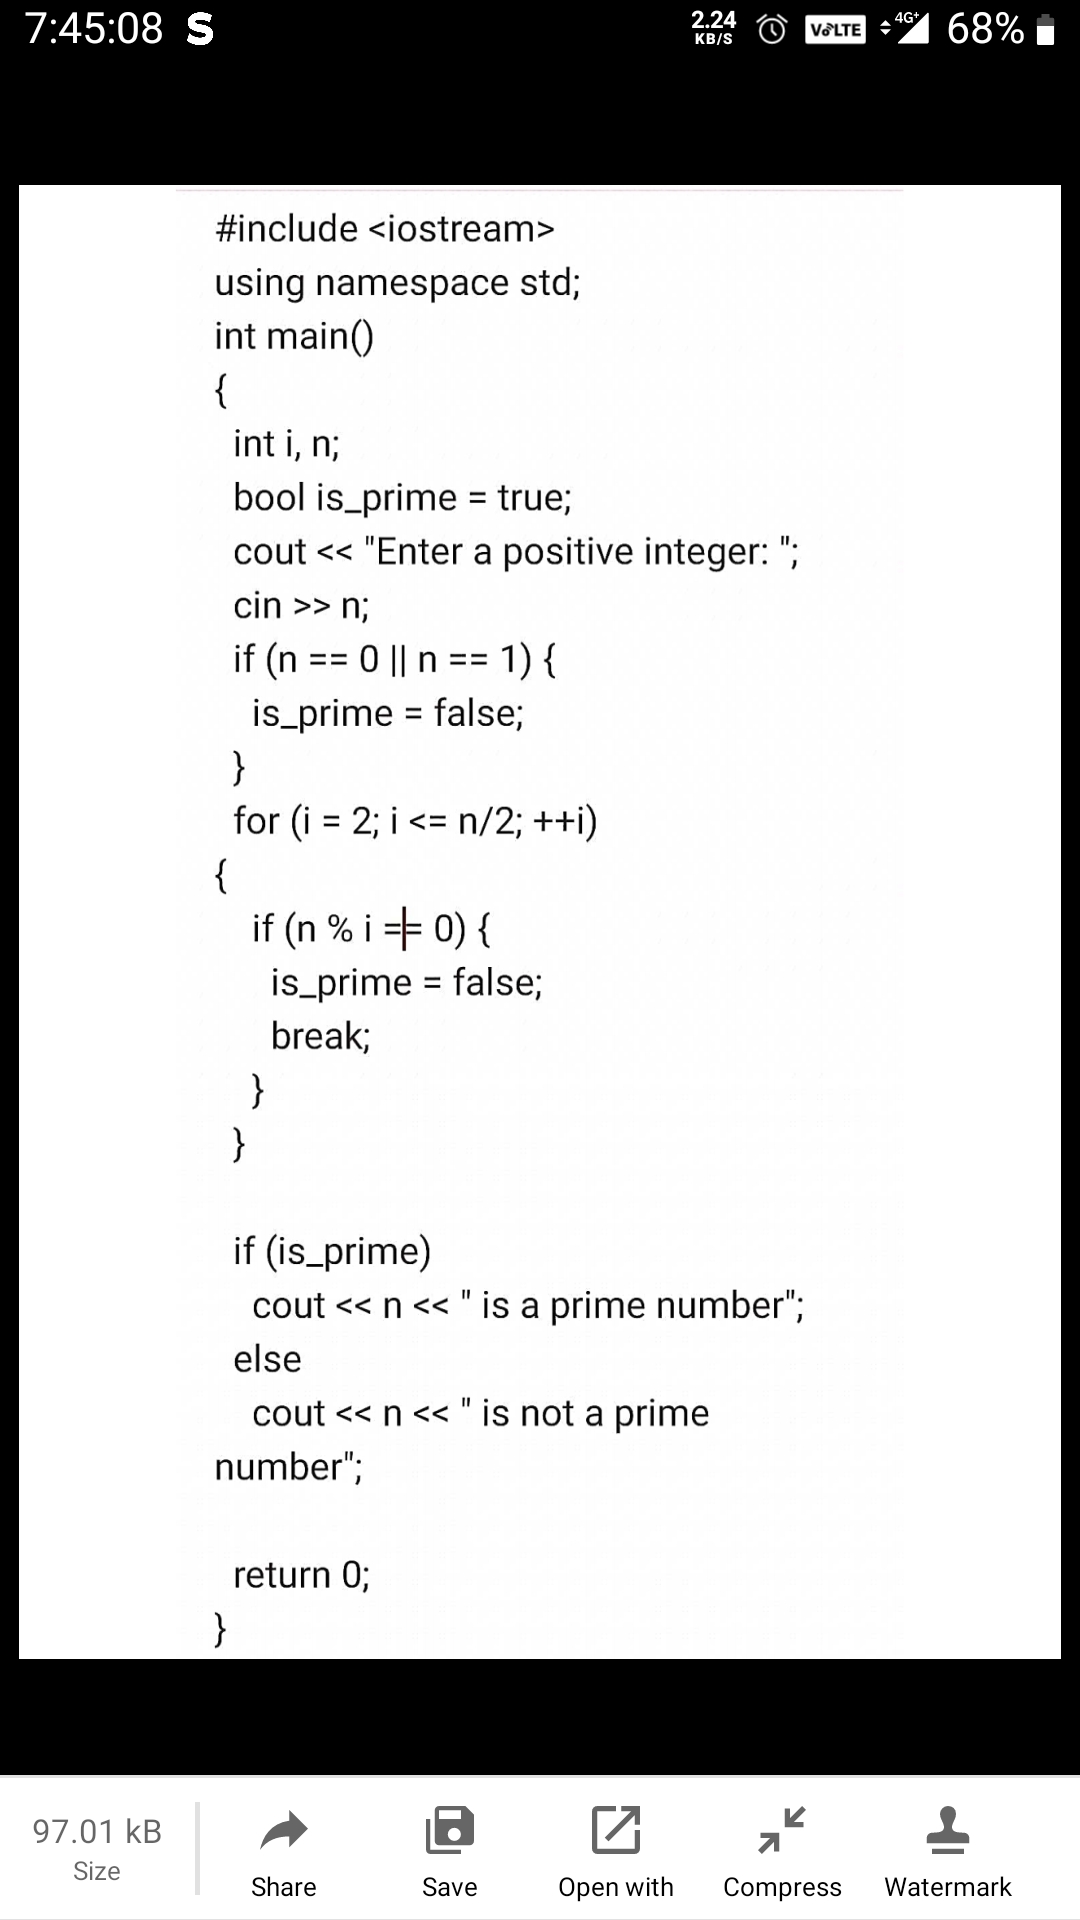 7:45:08 S 2.24 KB/S VoLTE 4G+ 68%
#include <iostream>
using namespace std;
int main()
{
int i, n;
bool is_prime = true;
cout << "Enter a positive integer: ";
cin >> n;
if (n == 0 || n == 1) {
is_prime = false;
}
for (i = 2; i <= n/2; ++i)
{
if (n % i == 0) {
is_prime = false;
break;
}
}
if (is_prime)
cout << n << " is a prime number";
else
cout << n << " is not a prime
number";
return 0;
}
97.01 kB
Size
Share Save Open with Compress Watermark